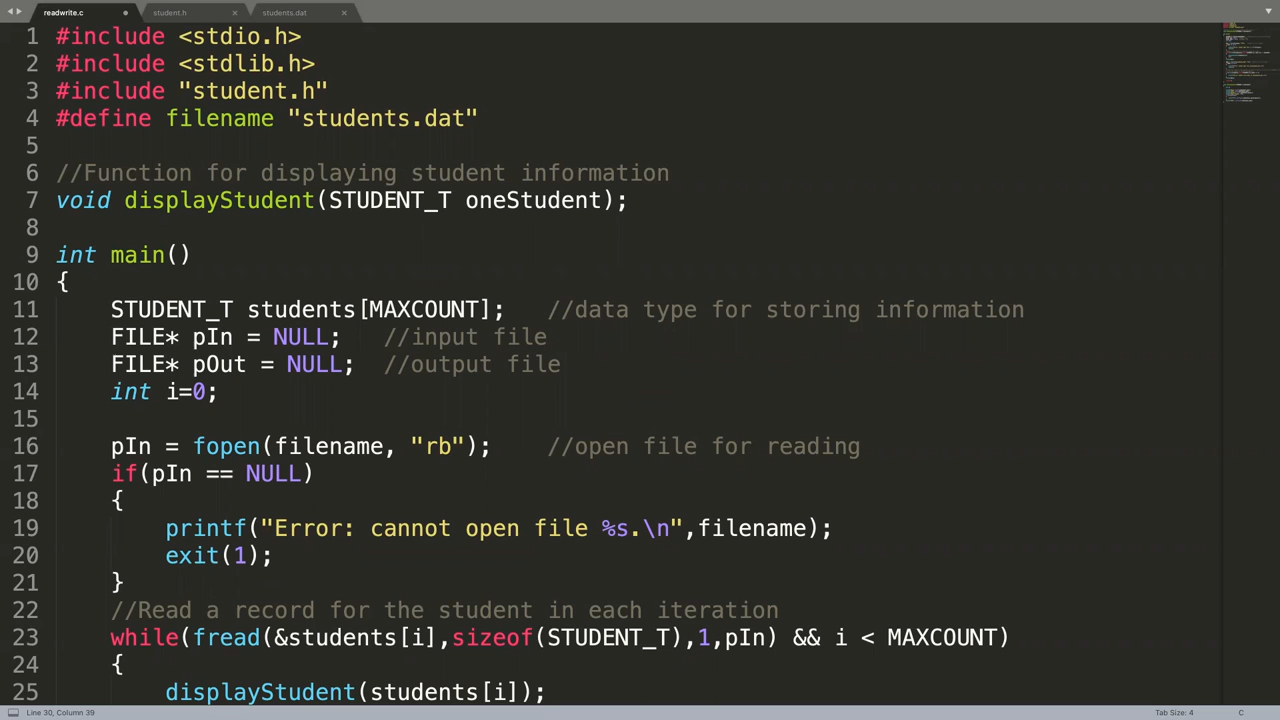 readwrite.c student.h students.dat
1 #include <stdio.h>
2 #include <stdlib.h>
3 #include "student.h"
4 #define filename "students.dat"
5
6 //Function for displaying student information
7 void displayStudent(STUDENT_T oneStudent);
8
9 int main()
10 {
11 STUDENT_T students[MAXCOUNT]; //data type for storing information
12 FILE* pIn = NULL; //input file
13 FILE* pOut = NULL; //output file
14 int i=0;
15
16 pIn = fopen(filename, "rb"); //open file for reading
17 if(pIn == NULL)
18 {
19 printf("Error: cannot open file %s.\n",filename);
20 exit(1);
21 }
22 //Read a record for the student in each iteration
23 while(fread(&students[i],sizeof(STUDENT_T),1,pIn) && i < MAXCOUNT)
24 {
25 displayStudent(students[i]);
Line 30, Column 39 Tab Size: 4 C